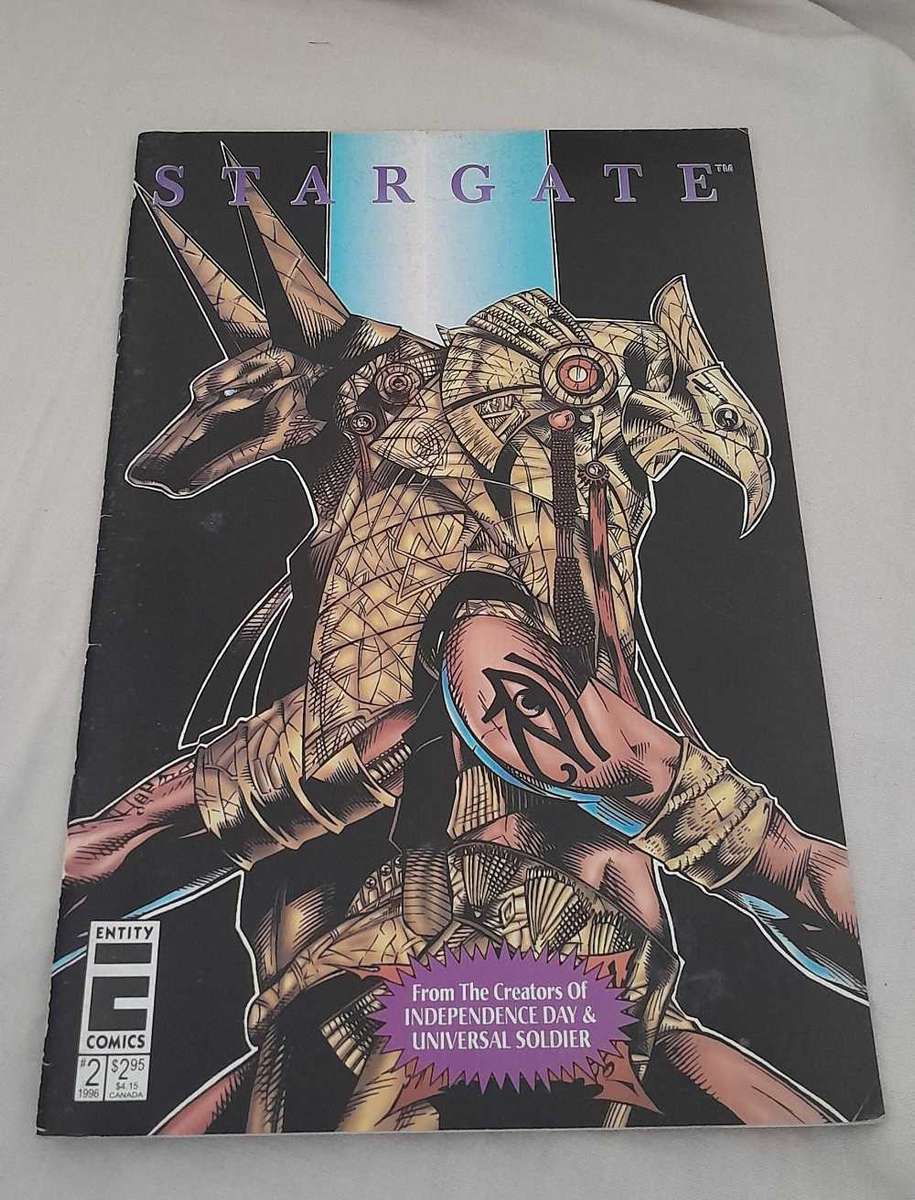 STARGATE™
ENTITY
COMICS
#2
1996
$2.95
$4.15
CANADA
From The Creators Of
INDEPENDENCE DAY &
UNIVERSAL SOLDIER